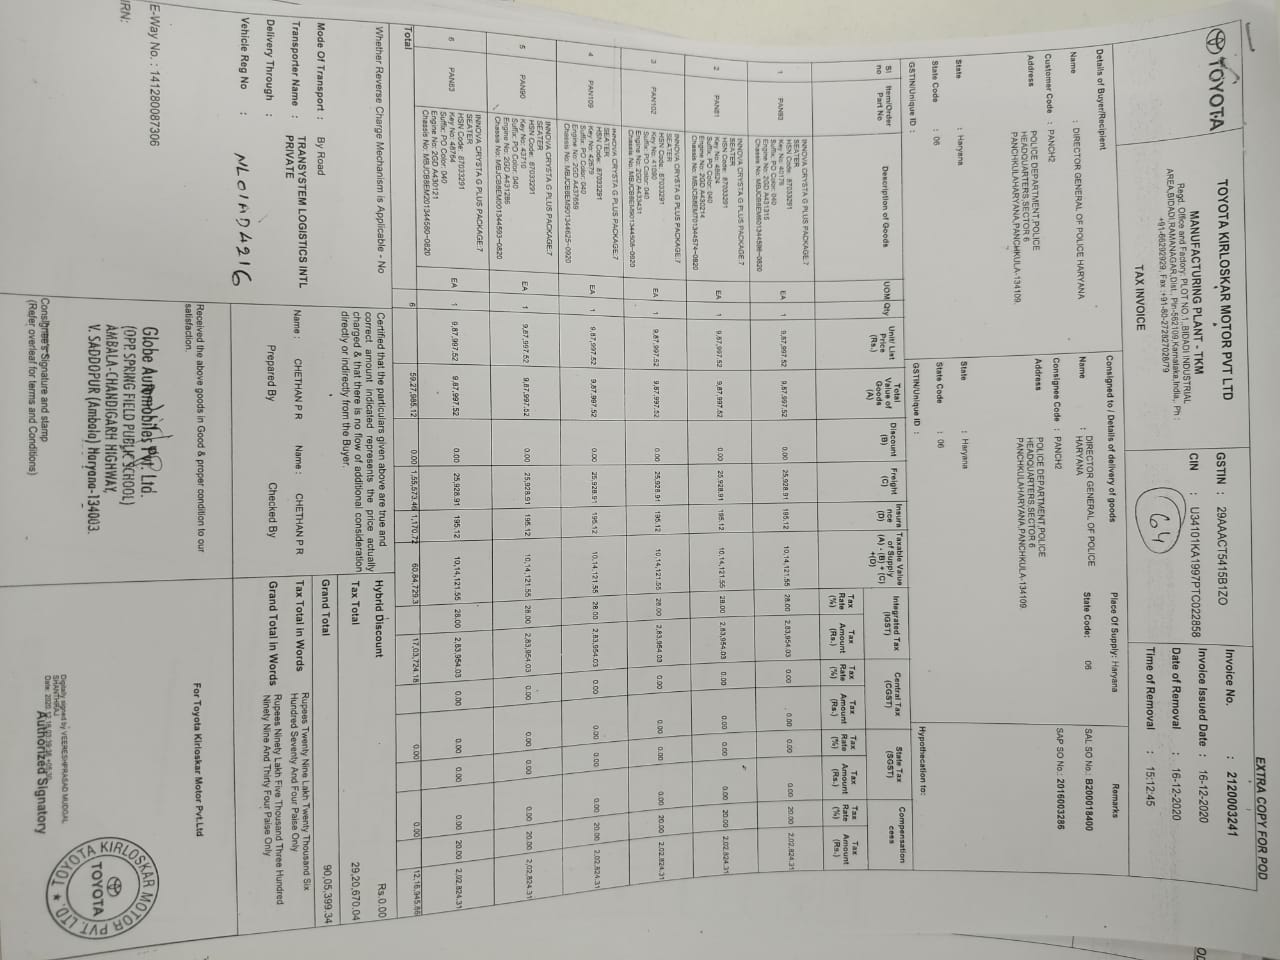 EXTRA COPY FOR POD
TOYOTA
TOYOTA KIRLOSKAR MOTOR PVT LTD
MANUFACTURING PLANT - TKM
Regd. Office and Factory: PLOT NO.1,,BIDADI INDUSTRIAL
AREA,BIDADI,RAMANAGAR,Dist., Pin-562109,Karnataka,India,. Ph :
+91-66292929, Fax :+91-80-272827028/79
TAX INVOICE
GSTIN : 29AAACT5415B1ZO
CIN : U34101KA1997PTC022858
64
Invoice No. : 2120003241
Invoice Issued Date : 16-12-2020
Date of Removal : 16-12-2020
Time of Removal : 15:12:45
Details of Buyer/Recipient
Name : DIRECTOR GENERAL OF POLICE HARYANA
Customer Code : PANCH2
Address POLICE DEPARTMENT,POLICE
HEADQUARTERS,SECTOR 6
PANCHKULAHARYANA,PANCHKULA-134109.
State : Haryana
State Code : 06
GSTIN/Unique ID :
Consigned to / Details of delivery of goods
Place Of Supply: Haryana
Name : DIRECTOR GENERAL OF POLICE
HARYANA
State Code: 06
Consignee Code : PANCH2
Address POLICE DEPARTMENT,POLICE
HEADQUARTERS,SECTOR 6
PANCHKULAHARYANA,PANCHKULA-134109.
State : Haryana
State Code : 06
GSTIN/Unique ID :
Remarks
SAL SO No.: B200018400
SAP SO No.: 2016003286
Hypothecation to:
Sl no Item/Order Part No Description of Goods UOM Qty Unit/ List Price (Rs.) Total Value of Goods (A) Discount (B) Freight (C) Insura nce (D) Taxable Value of Supply (A) - (B) + (C) +(D) Integrated Tax (IGST) Central Tax (CGST) State Tax (SGST) Compensation cess
Tax Rate (%) Tax Amount (Rs.) Tax Rate (%) Tax Amount (Rs.) Tax Rate (%) Tax Amount (Rs.) Tax Rate (%) Tax Amount (Rs.)
INNOVA CRYSTA G PLUS PACKAGE:7
SEATER
HSN Code: 87033291
1 PAN93 Key No: 40176 EA 1 9,87,997.52 9,87,997.52 0.00 25,928.91 195.12 10,14,121.55 28.00 2,83,954.03 0.00 0.00 0.00 0.00 20.00 2,02,824.31
Suffix: PO Color: 040
Engine No: 2GD A431315
Chassis No: MBJCB8EM601344596-0820
INNOVA CRYSTA G PLUS PACKAGE:7
SEATER
HSN Code: 87033291
2 PAN81 Key No: 48624 EA 1 9,87,997.52 9,87,997.52 0.00 25,928.91 195.12 10,14,121.55 28.00 2,83,954.03 0.00 0.00 0.00 0.00 20.00 2,02,824.31
Suffix: PO Color: 040
Engine No: 2GD A430214
Chassis No: MBJCB8EM701344574-0820
INNOVA CRYSTA G PLUS PACKAGE:7
SEATER
HSN Code: 87033291
3 PAN102 Key No: 41090 EA 1 9,87,997.52 9,87,997.52 0.00 25,928.91 195.12 10,14,121.55 28.00 2,83,954.03 0.00 0.00 0.00 0.00 20.00 2,02,824.31
Suffix: PO Color: 040
Engine No: 2GD A433431
Chassis No: MBJCB8EM901344608-0920
INNOVA CRYSTA G PLUS PACKAGE:7
SEATER
HSN Code: 87033291
4 PAN109 Key No: 42679 EA 1 9,87,997.52 9,87,997.52 0.00 25,928.91 195.12 10,14,121.55 28.00 2,83,954.03 0.00 0.00 0.00 0.00 20.00 2,02,824.31
Suffix: PO Color: 040
Engine No: 2GD A437659
Chassis No: MBJCB8EM901344625-0920
INNOVA CRYSTA G PLUS PACKAGE:7
SEATER
HSN Code: 87033291
5 PAN90 Key No: 43710 EA 1 9,87,997.52 9,87,997.52 0.00 25,928.91 195.12 10,14,121.55 28.00 2,83,954.03 0.00 0.00 0.00 0.00 20.00 2,02,824.31
Suffix: PO Color: 040
Engine No: 2GD A431286
Chassis No: MBJCB8EM001344593-0820
INNOVA CRYSTA G PLUS PACKAGE:7
SEATER
HSN Code: 87033291
6 PAN83 Key No: 48764 EA 1 9,87,997.52 9,87,997.52 0.00 25,928.91 195.12 10,14,121.55 28.00 2,83,954.03 0.00 0.00 0.00 0.00 20.00 2,02,824.31
Suffix: PO Color: 040
Engine No: 2GD A430121
Chassis No: MBJCB8EM201344580-0820
Total 6 59,27,985.12 0.00 1,55,573.46 1,170.72 60,84,729.3 17,03,724.18 0.00 0.00 12,16,945.86
Whether Reverse Charge Mechanism is Applicable - No
Mode Of Transport : By Road
Transporter Name : TRANSYSTEM LOGISTICS INTL
PRIVATE
Delivery Through :
Vehicle Reg No : NL01AD4216
Certified that the particulars given above are true and
correct amount indicated represents the price actually
charged & that there is no flow of additional consideration
directly or indirectly from the Buyer.
Name : CHETHAN P R Name : CHETHAN P R
Prepared By Checked By
Hybrid Discount Rs.0.00
Tax Total 29,20,670.04
Grand Total 90,05,399.34
Tax Total in Words Rupees Twenty Nine Lakh Twenty Thousand Six
Hundred Seventy And Four Paise Only
Grand Total in Words Rupees Ninety Lakh Five Thousand Three Hundred
Ninety Nine And Thirty Four Paise Only
E-Way No. : 141280087306
IRN:
Received the above goods in Good & proper condition to our
satisfaction.
Globe Automobiles Pvt. Ltd.
(OPP. SPRING FIELD PUBLIC SCHOOL)
AMBALA-CHANDIGARH HIGHWAY,
V. SADDOPUR (Ambala) Haryana-134003.
Consignee's Signature and stamp
(Refer overleaf for terms and Conditions)
For Toyota Kirloskar Motor Pvt.Ltd
TOYOTA KIRLOSKAR MOTOR PVT. LTD.
TOYOTA
Digitally signed by VEERESHPRASAD MUDGAL
SHANTHRAJ
Authorized Signatory